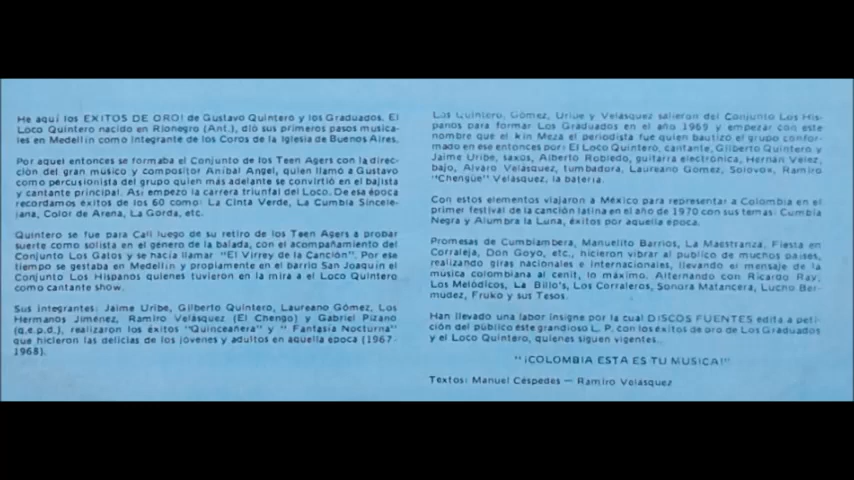 He aquí los EXITOS DE ORO! de Gustavo Quintero y los Graduados. El
Loco Quintero nacido en Rionegro (Ant.), dió sus primeros pasos musica-
les en Medellín como integrante de los Coros de la Iglesia de Buenos Aires.
Por aquel entonces se formaba el Conjunto de los Teen Agers con la direc-
ción del gran músico y compositor Aníbal Angel, quien llamó a Gustavo
como percusionista del grupo quien más adelante se convirtió en el bajista
y cantante principal. Así empezó la carrera triunfal del Loco. De esa época
recordamos éxitos de los 60 como: La Cinta Verde, La Cumbia Sincele-
jana, Color de Arena, La Gorda, etc.
Quintero se fue para Cali luego de su retiro de los Teen Agers a probar
suerte como solista en el género de la balada, con el acompañamiento del
Conjunto Los Gatos y se hacía llamar "El Virrey de la Canción". Por ese
tiempo se gestaba en Medellín y propiamente en el barrio San Joaquín el
Conjunto Los Hispanos quienes tuvieron en la mira a el Loco Quintero
como cantante show.
Sus integrantes: Jaime Uribe, Gilberto Quintero, Laureano Gómez, Los
Hermanos Jiménez, Ramiro Velásquez (El Chengo) y Gabriel Pizano
(q.e.p.d.), realizaron los éxitos "Quinceañera" y " Fantasía Nocturna"
que hicieron las delicias de los jóvenes y adultos en aquella época (1967-
1968).
Los Quintero, Gómez, Uribe y Velásquez salieron del Conjunto Los His-
panos para formar Los Graduados en el año 1969 y empezar con este
nombre que el kin Meza el periodista fue quien bautizó el grupo confor-
mado en ese entonces por: El Loco Quintero, cantante, Gilberto Quintero y
Jaime Uribe, saxos, Alberto Robledo, guitarra electrónica, Hernán Vélez,
bajo, Alvaro Velásquez, tumbadora, Laureano Gómez, Solovox, Ramiro
"Chengüe" Velásquez, la batería.
Con estos elementos viajaron a México para representar a Colombia en el
primer festival de la canción latina en el año de 1970 con sus temas: Cumbia
Negra y Alumbra la Luna, éxitos por aquella época.
Promesas de Cumbiambera, Manuelito Barrios, La Maestranza, Fiesta en
Corraleja, Don Goyo, etc., hicieron vibrar al público de muchos países,
realizando giras nacionales e internacionales, llevando el mensaje de la
música colombiana al cenit, lo máximo. Alternando con Ricardo Ray,
Los Melódicos, La Billo's, Los Corraleros, Sonora Matancera, Lucho Ber-
mudez, Fruko y sus Tesos.
Han llevado una labor insigne por la cual DISCOS FUENTES edita a peti-
ción del público este grandioso L. P. con los éxitos de oro de Los Graduados
y el Loco Quintero, quienes siguen vigentes.
"¡COLOMBIA ESTA ES TU MUSICA!"
Textos: Manuel Céspedes — Ramiro Velásquez